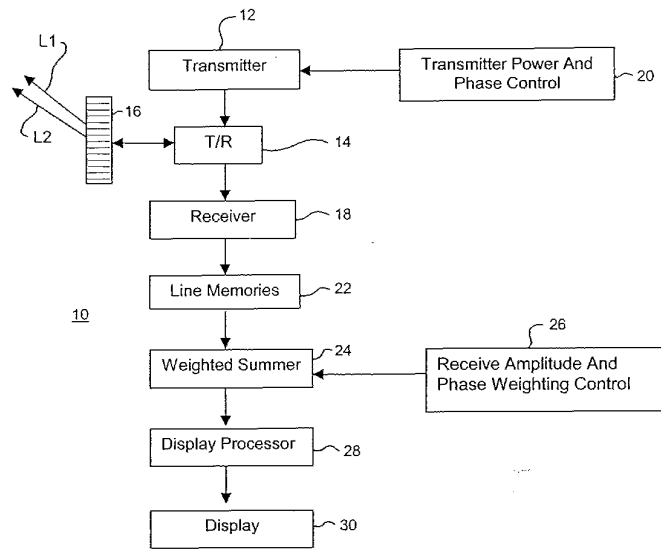 12
L1
Transmitter
Transmitter Power And
Phase Control
20
16
L2
T/R
14
Receiver
18
Line Memories
22
10
26
Weighted Summer
24
Receive Amplitude And
Phase Weighting Control
Display Processor
28
Display
30